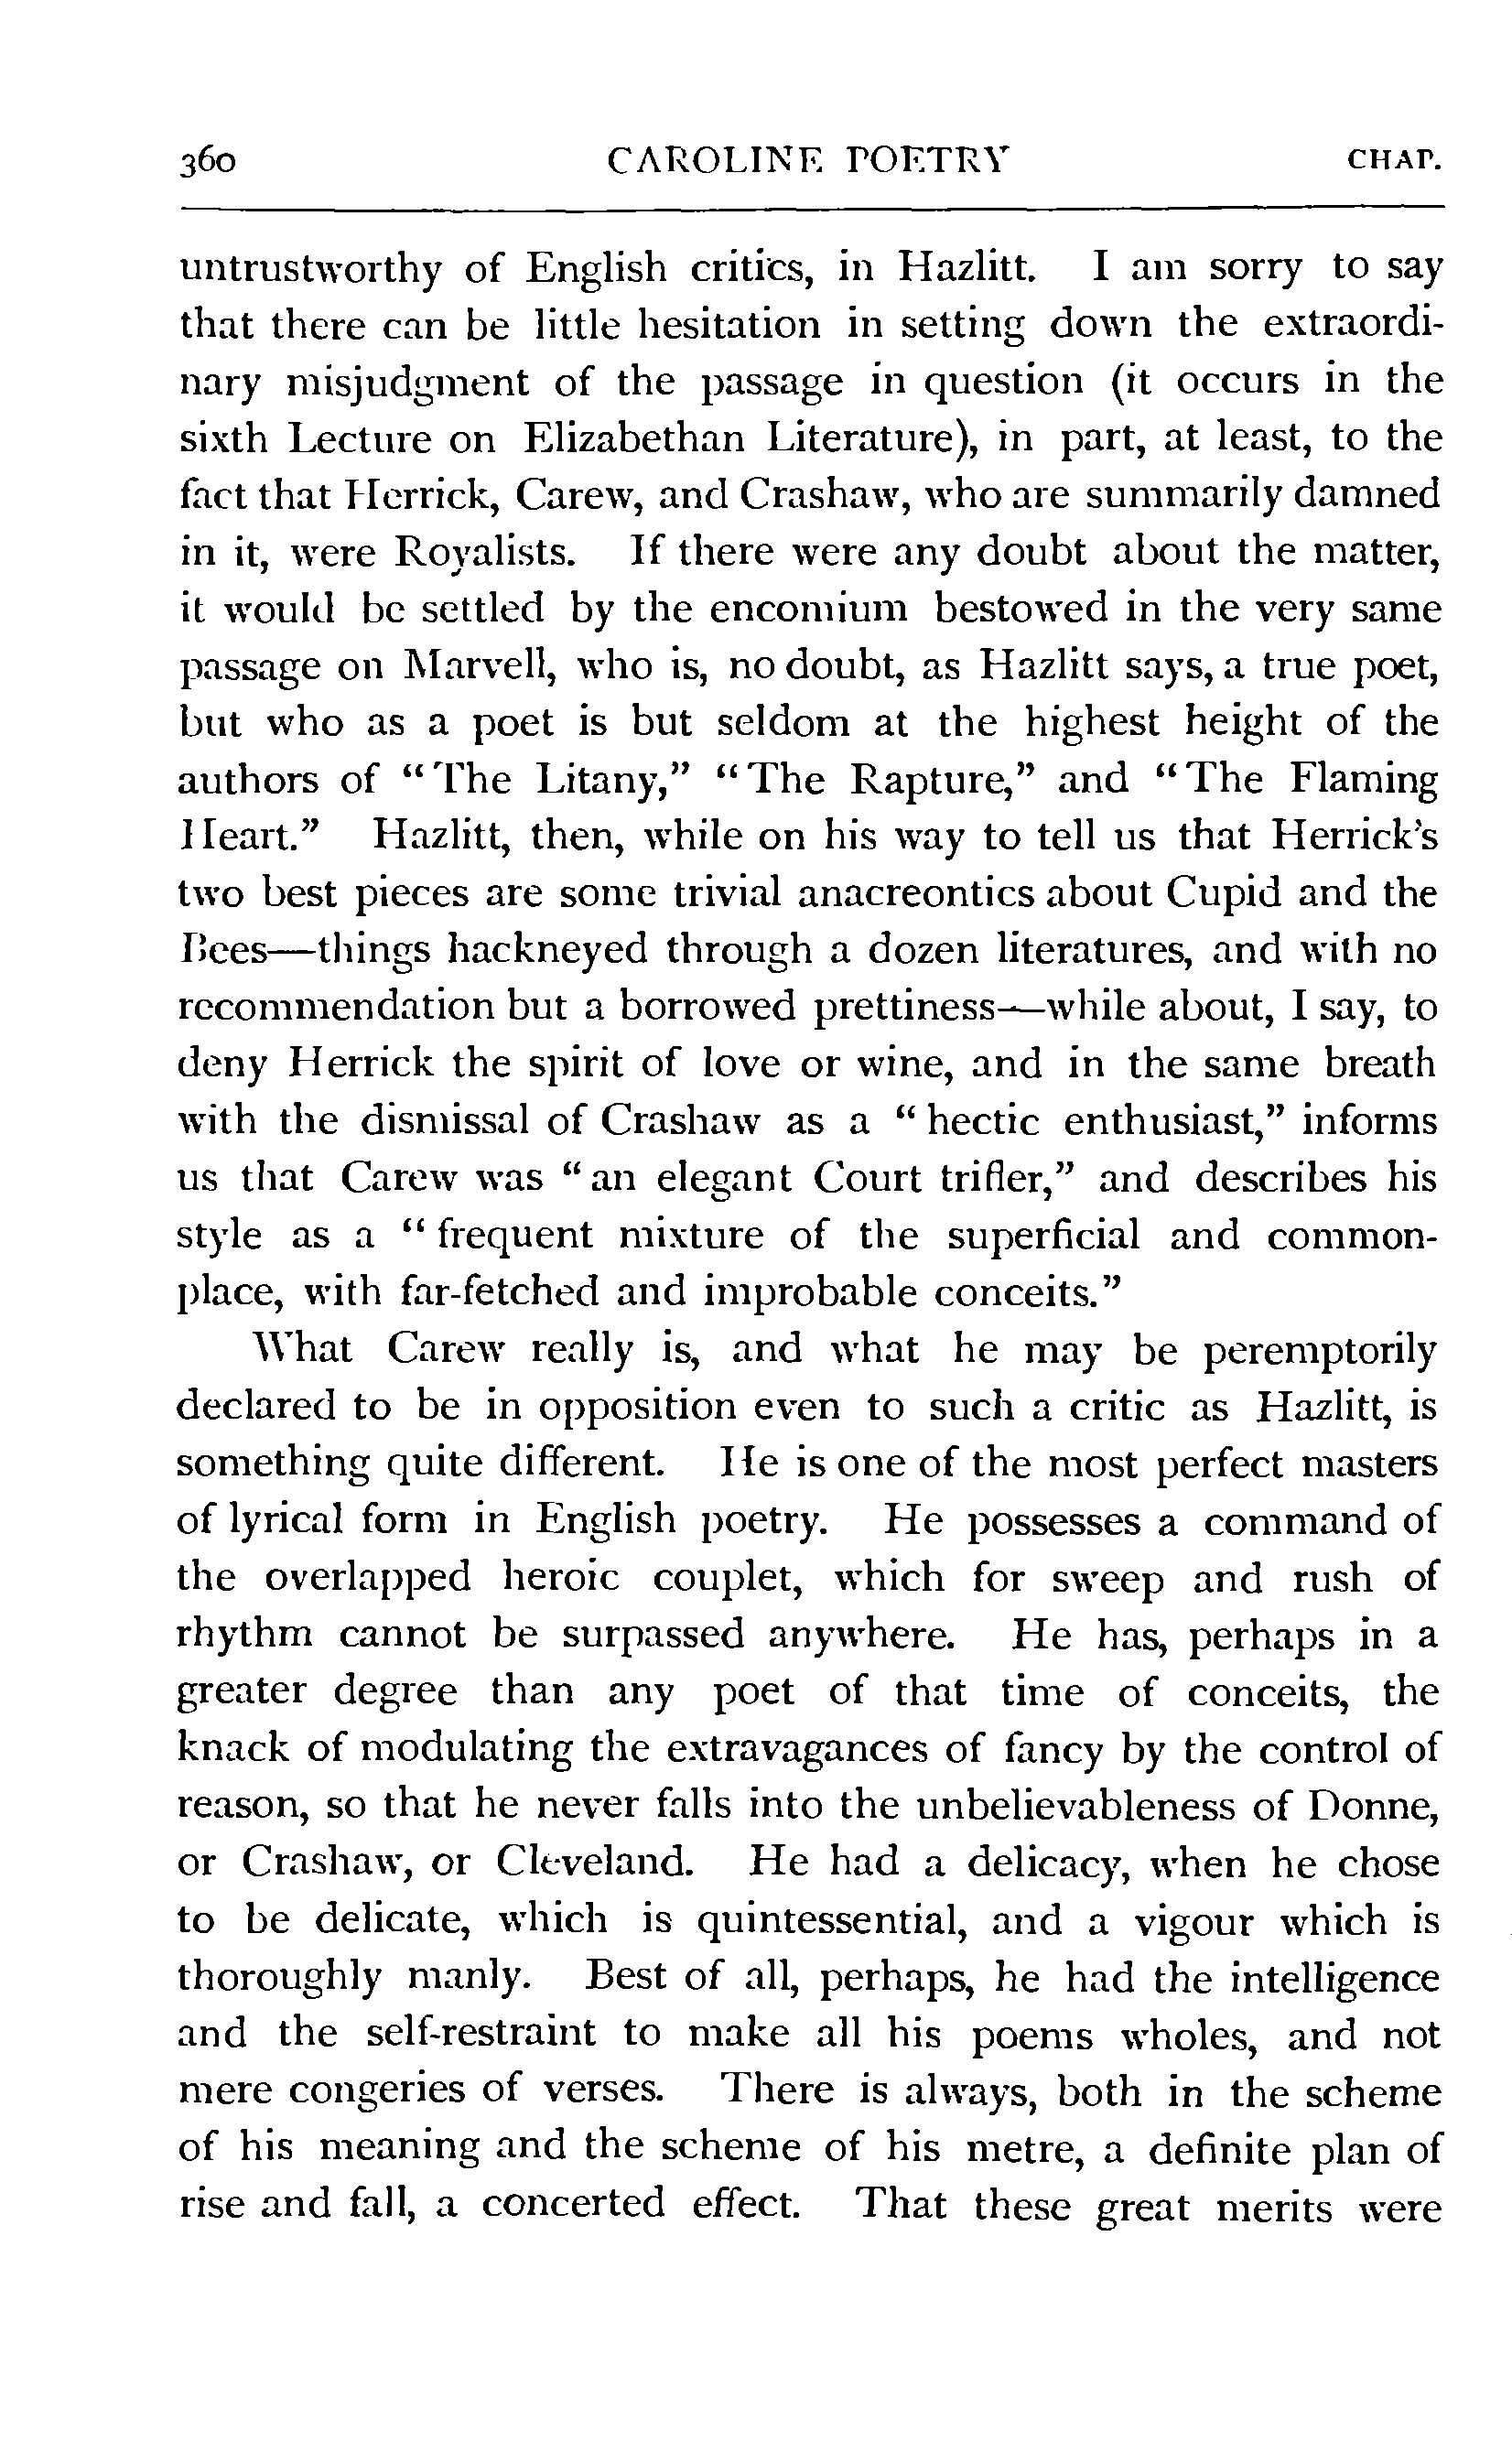 360 CAROLINE POETRY CHAP.
untrustworthy of English critics, in Hazlitt. I am sorry to say
that there can be little hesitation in setting down the extraordi-
nary misjudgment of the passage in question (it occurs in the
sixth Lecture on Elizabethan Literature), in part, at least, to the
fact that Herrick, Carew, and Crashaw, who are summarily damned
in it, were Royalists. If there were any doubt about the matter,
it would be settled by the encomium bestowed in the very same
passage on Marvell, who is, no doubt, as Hazlitt says, a true poet,
but who as a poet is but seldom at the highest height of the
authors of “The Litany,” “The Rapture,” and “The Flaming
Heart.” Hazlitt, then, while on his way to tell us that Herrick’s
two best pieces are some trivial anacreontics about Cupid and the
Bees—things hackneyed through a dozen literatures, and with no
recommendation but a borrowed prettiness—while about, I say, to
deny Herrick the spirit of love or wine, and in the same breath
with the dismissal of Crashaw as a “hectic enthusiast,” informs
us that Carew was “an elegant Court trifler,” and describes his
style as a “frequent mixture of the superficial and common-
place, with far-fetched and improbable conceits.”
What Carew really is, and what he may be peremptorily
declared to be in opposition even to such a critic as Hazlitt, is
something quite different. He is one of the most perfect masters
of lyrical form in English poetry. He possesses a command of
the overlapped heroic couplet, which for sweep and rush of
rhythm cannot be surpassed anywhere. He has, perhaps in a
greater degree than any poet of that time of conceits, the
knack of modulating the extravagances of fancy by the control of
reason, so that he never falls into the unbelievableness of Donne,
or Crashaw, or Cleveland. He had a delicacy, when he chose
to be delicate, which is quintessential, and a vigour which is
thoroughly manly. Best of all, perhaps, he had the intelligence
and the self-restraint to make all his poems wholes, and not
mere congeries of verses. There is always, both in the scheme
of his meaning and the scheme of his metre, a definite plan of
rise and fall, a concerted effect. That these great merits were